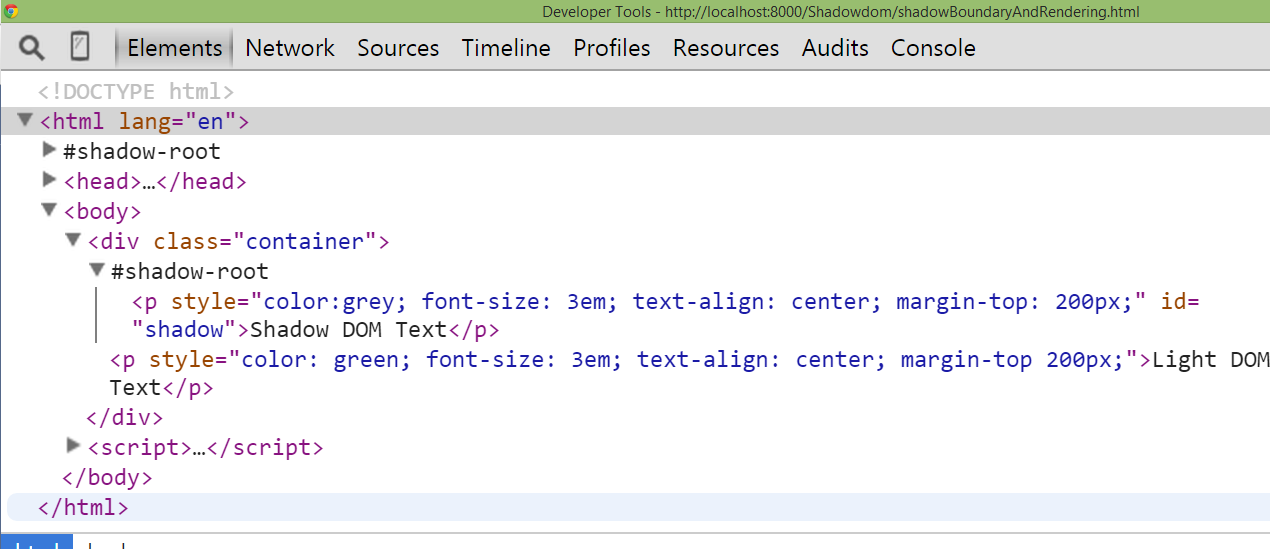 Developer Tools - http://localhost:8000/Shadowdom/shadowBoundaryAndRendering.html
Elements Network Sources Timeline Profiles Resources Audits Console
<!DOCTYPE html>
<html lang="en">
#shadow-root
<head>…</head>
<body>
<div class="container">
#shadow-root
<p style="color:grey; font-size: 3em; text-align: center; margin-top: 200px;" id=
"shadow">Shadow DOM Text</p>
<p style="color: green; font-size: 3em; text-align: center; margin-top 200px;">Light DOM
Text</p>
</div>
<script>…</script>
</body>
</html>